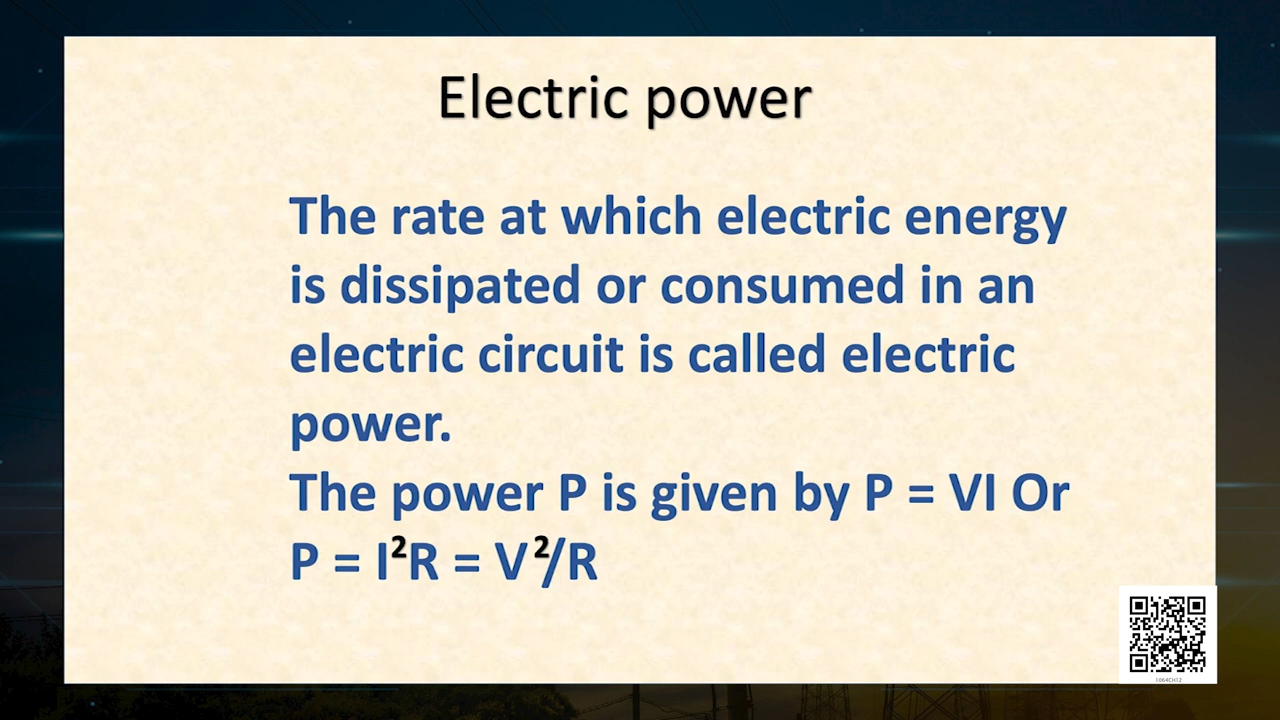 Electric power
The rate at which electric energy
is dissipated or consumed in an
electric circuit is called electric
power.
The power P is given by P = VI Or
P = I²R = V²/R
1064CH12